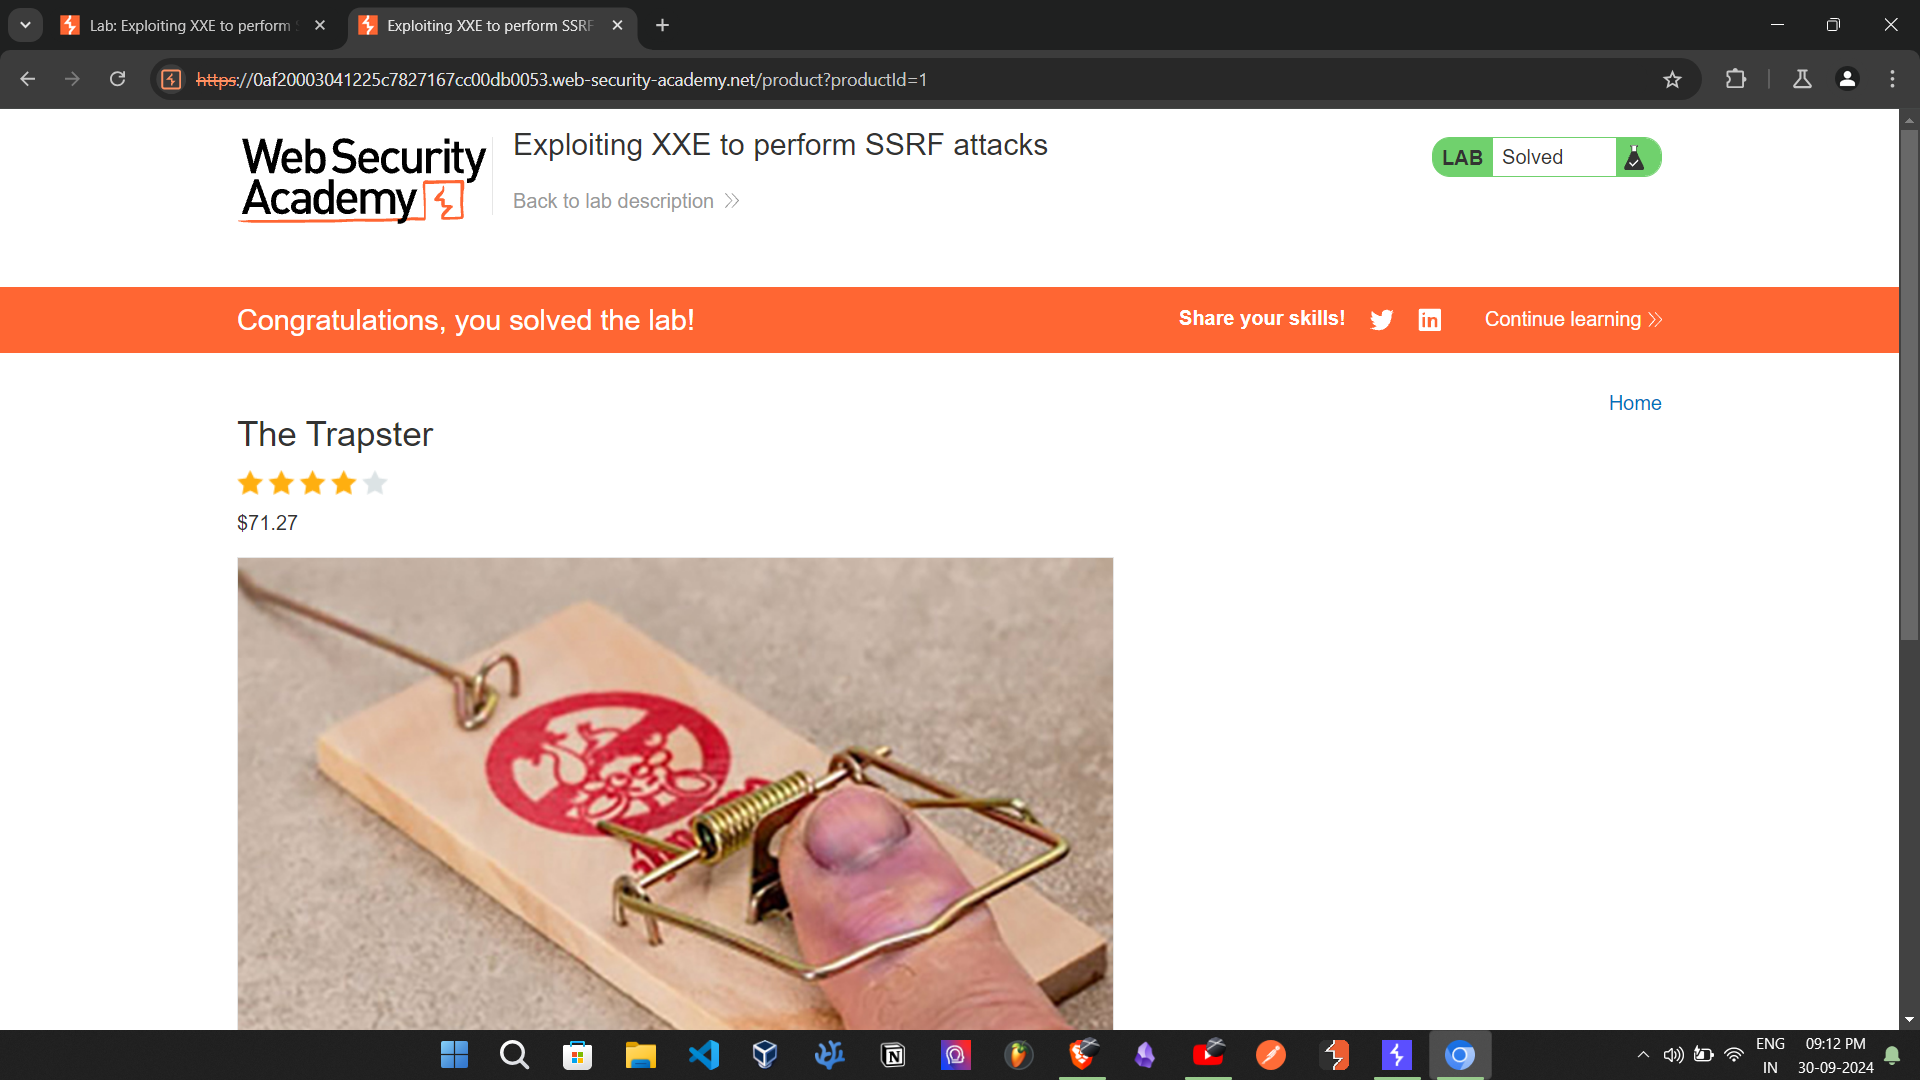 Lab: Exploiting XXE to perform
Exploiting XXE to perform SSRF
https://0af20003041225c7827167cc00db0053.web-security-academy.net/product?productId=1
Web Security
Academy
Exploiting XXE to perform SSRF attacks
Back to lab description
LAB Solved
Congratulations, you solved the lab!
Share your skills!
Continue learning
Home
The Trapster
$71.27
ENG
IN
09:12 PM
30-09-2024